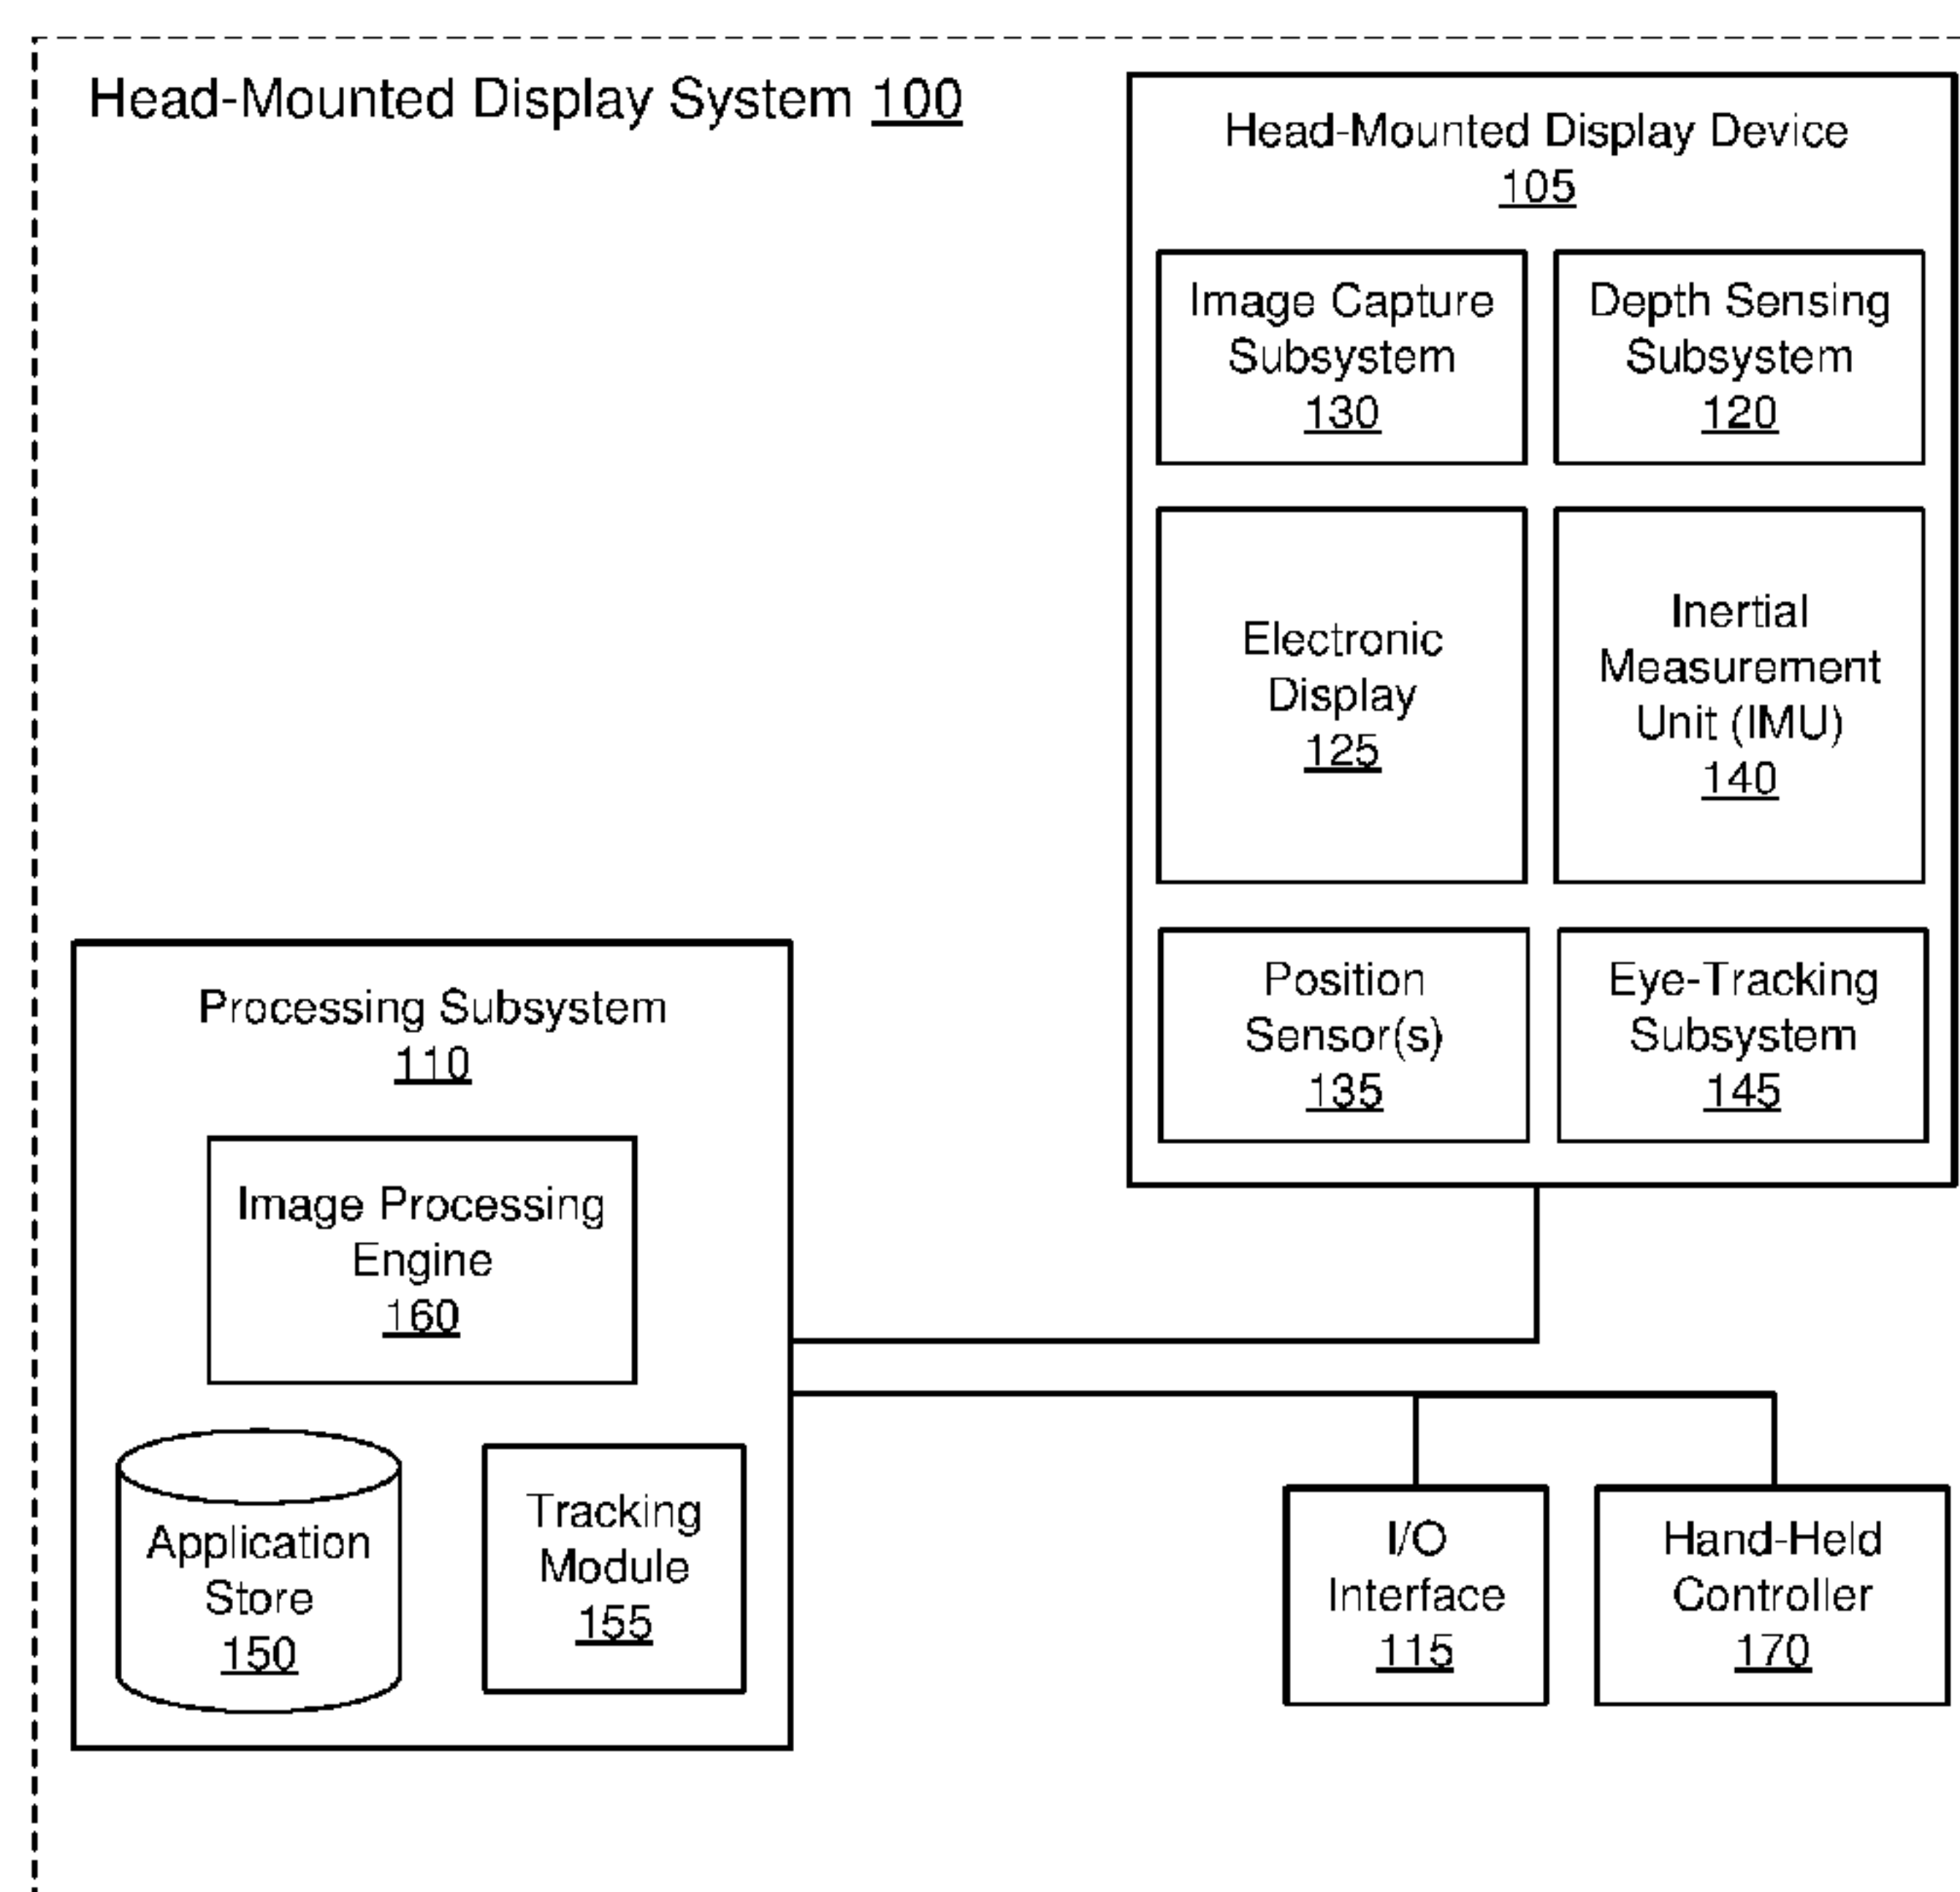 Head-Mounted Display System 100
Head-Mounted Display Device
105
Image Capture
Subsystem
130
Depth Sensing
Subsystem
120
Electronic
Display
125
Inertial
Measurement
Unit (IMU)
140
Position
Sensor(s)
135
Eye-Tracking
Subsystem
145
Processing Subsystem
110
Image Processing
Engine
160
Application
Store
150
Tracking
Module
155
I/O
Interface
115
Hand-Held
Controller
170